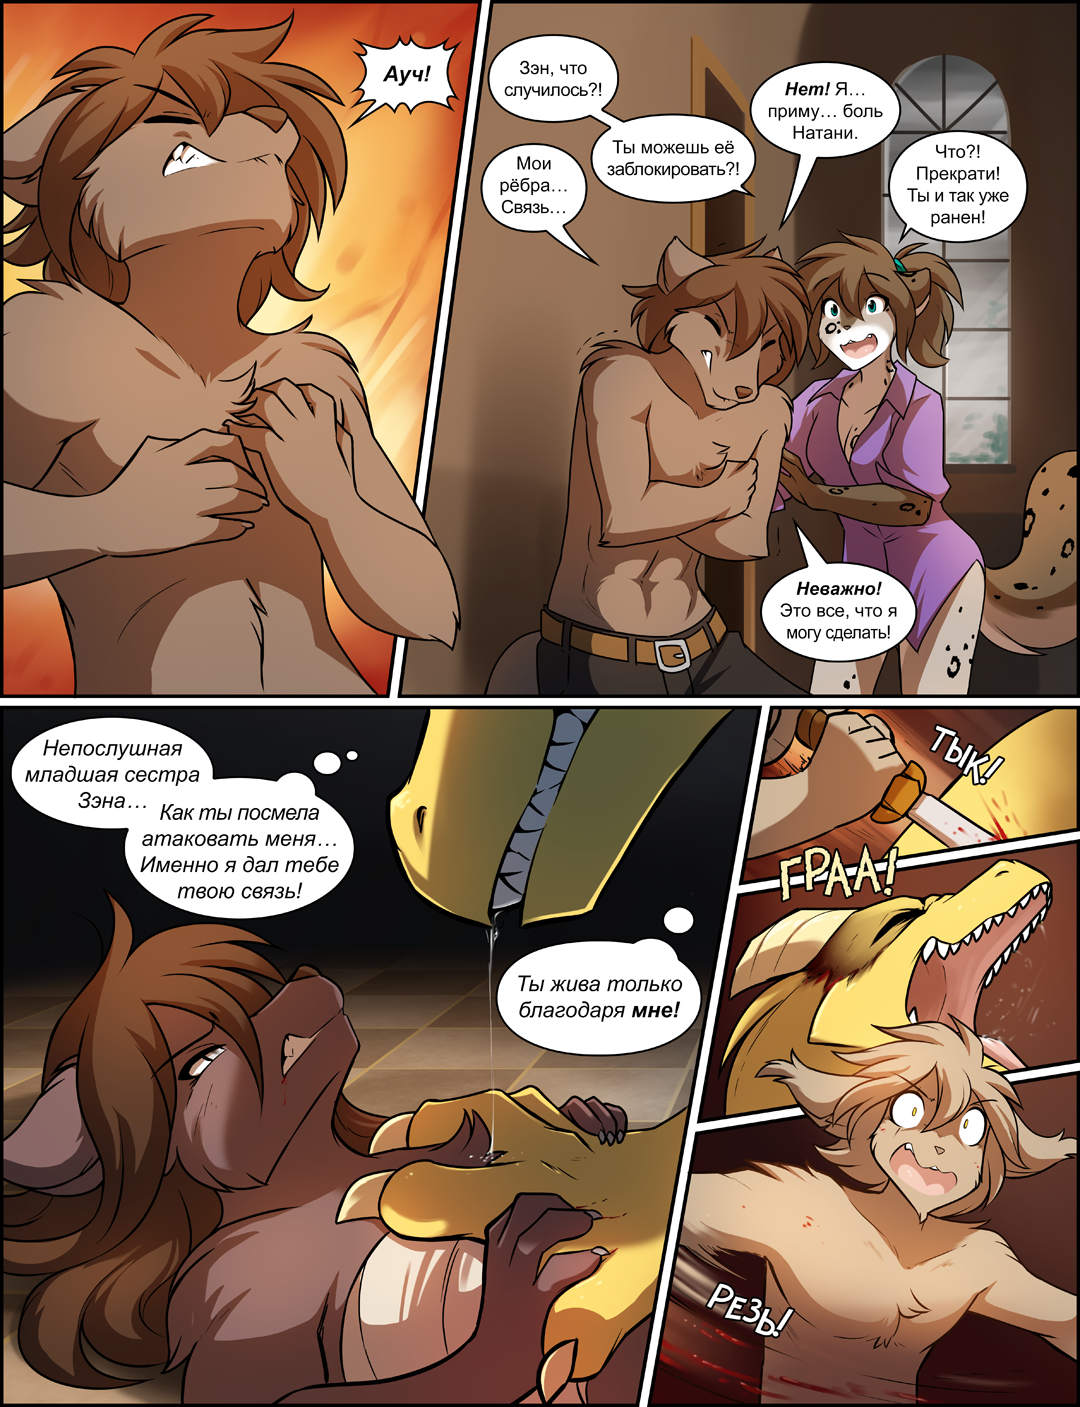 Ауч!
Зэн, что
случилось?!
Мои
рёбра...
Связь...
Ты можешь её
заблокировать?!
Нет! Я...
приму... боль
Натани.
Что?!
Прекрати!
Ты и так уже
ранен!
Неважно!
Это все, что я
могу сделать!
Непослушная
младшая сестра
Зэна...
Как ты посмела
атаковать меня...
Именно я дал тебе
твою связь!
Ты жива только
благодаря мне!
ТЫК!
ГРАА!
РЕЗЬ!